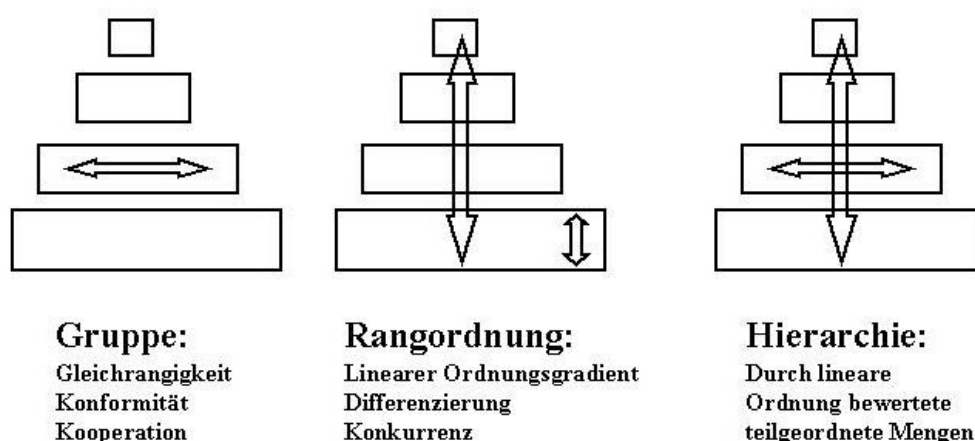 Gruppe:
Gleichrangigkeit
Konformität
Kooperation
Rangordnung:
Linearer Ordnungsgradient
Differenzierung
Konkurrenz
Hierarchie:
Durch lineare
Ordnung bewertete
teilgeordnete Mengen